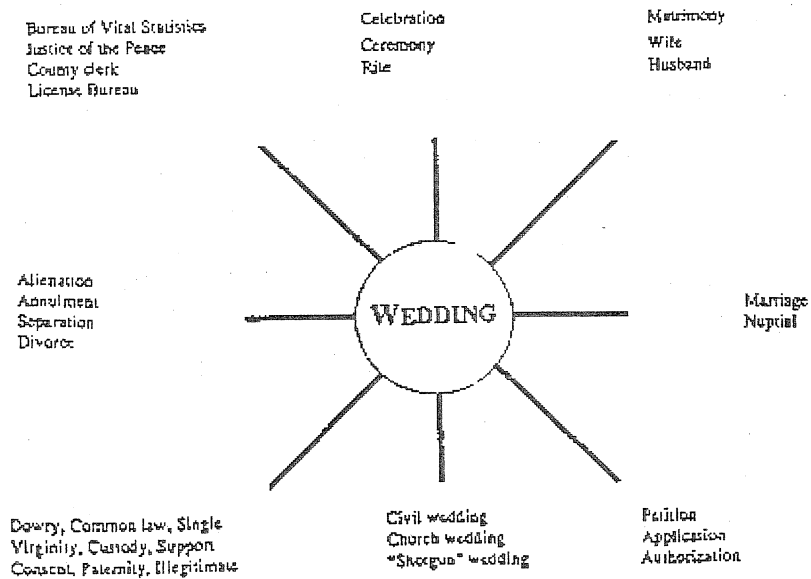 Bureau of Vital Statistics
Justice of the Peace
County clerk
License Bureau
Celebration
Ceremony
Rite
Matrimony
Wife
Husband
Alienation
Annulment
Separation
Divorce
WEDDING
Marriage
Nuptial
Dowry, Common law, Single
Virginity, Custody, Support
Consent, Paternity, Illegitimate
Civil wedding
Church wedding
"Shotgun" wedding
Petition
Application
Authorization